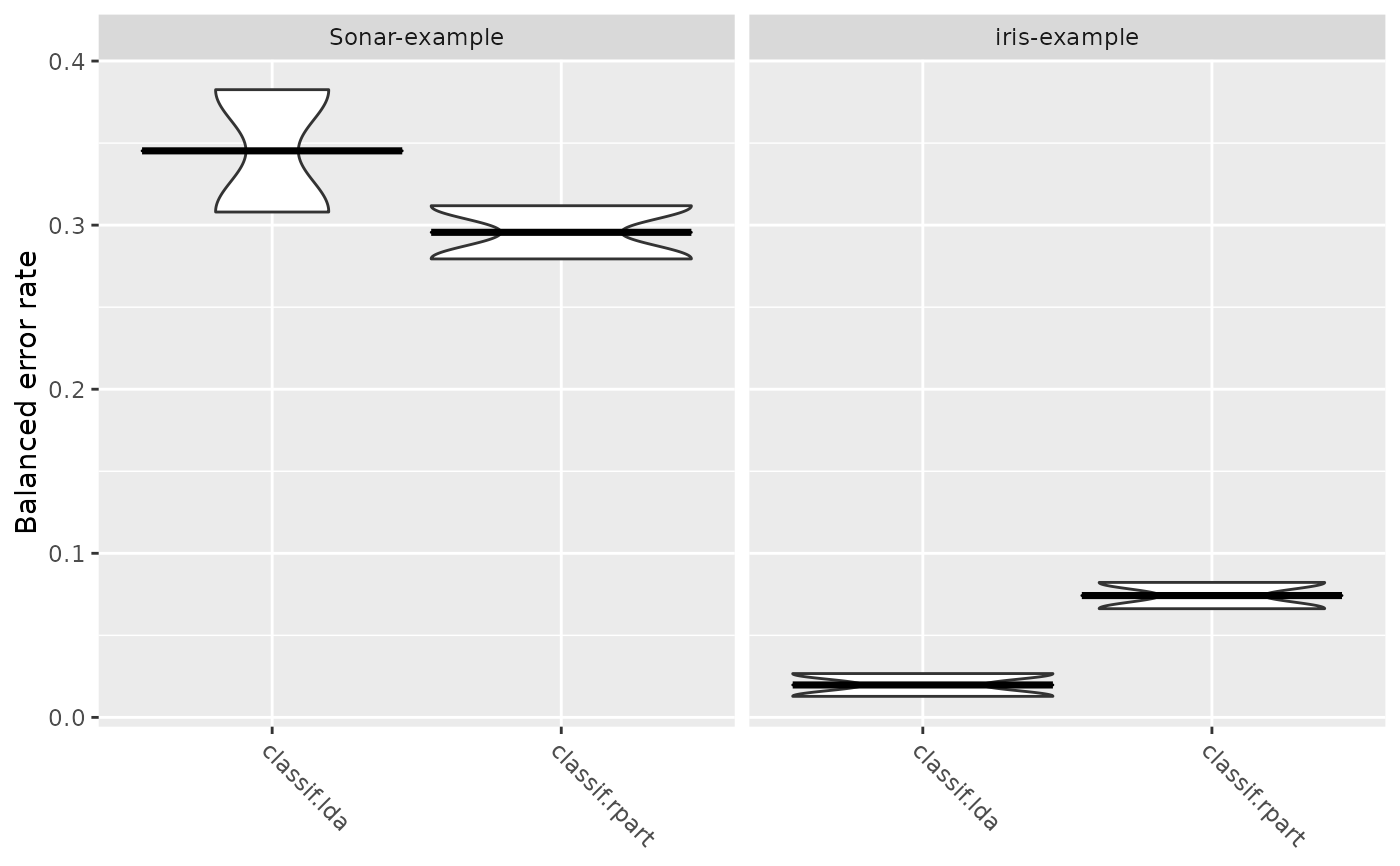 Sonar-example
iris-example
Balanced error rate
0.4
0.3
0.2
0.1
0.0
classif.lda
classif.rpart
classif.lda
classif.rpart